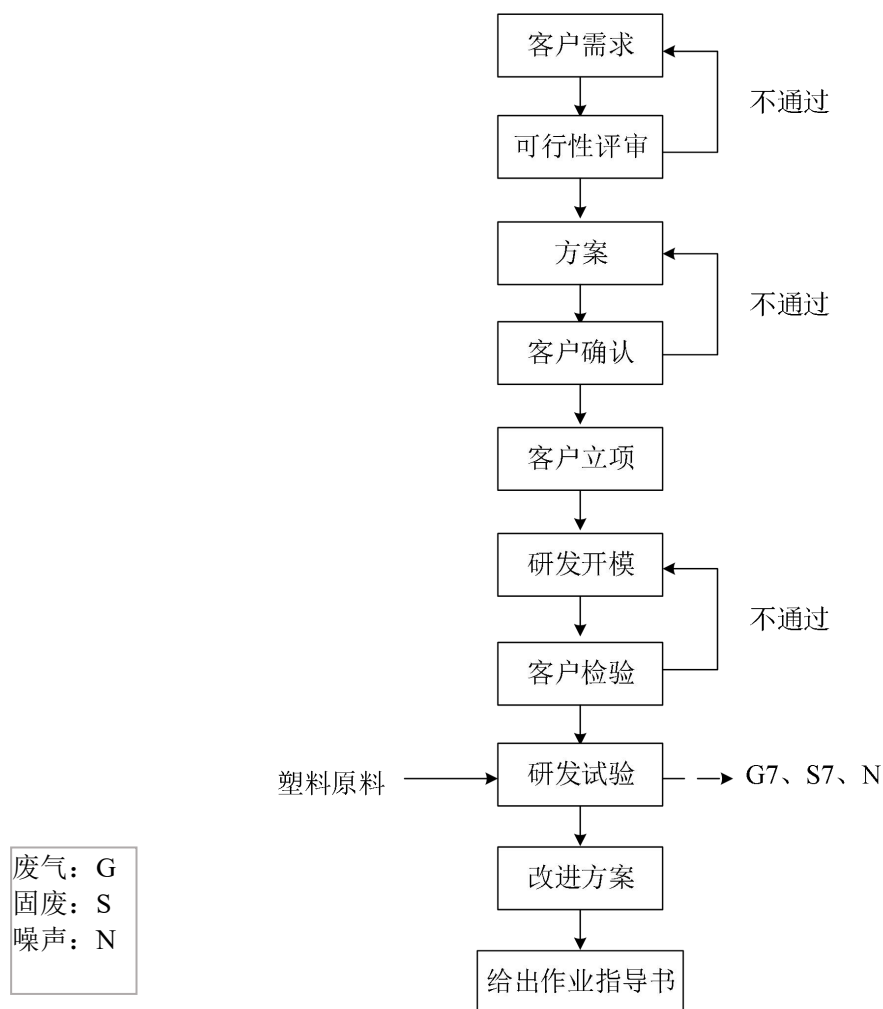 客户需求
不通过
可行性评审
方案
不通过
客户确认
客户立项
研发开模
不通过
客户检验
塑料原料
研发试验
G7、S7、N
改进方案
给出作业指导书
废气：G
固废：S
噪声：N